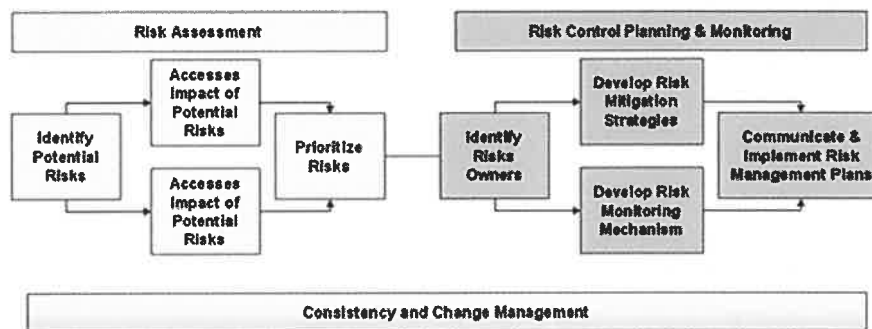 Risk Assessment
Risk Control Planning & Monitoring
Accesses
Impact of
Potential
Risks
Develop Risk
Mitigation
Strategies
Identify
Potential
Risks
Prioritize
Risks
Identify
Risks
Owners
Communicate &
Implement Risk
Management Plans
Accesses
Impact of
Potential
Risks
Develop Risk
Monitoring
Mechanism
Consistency and Change Management